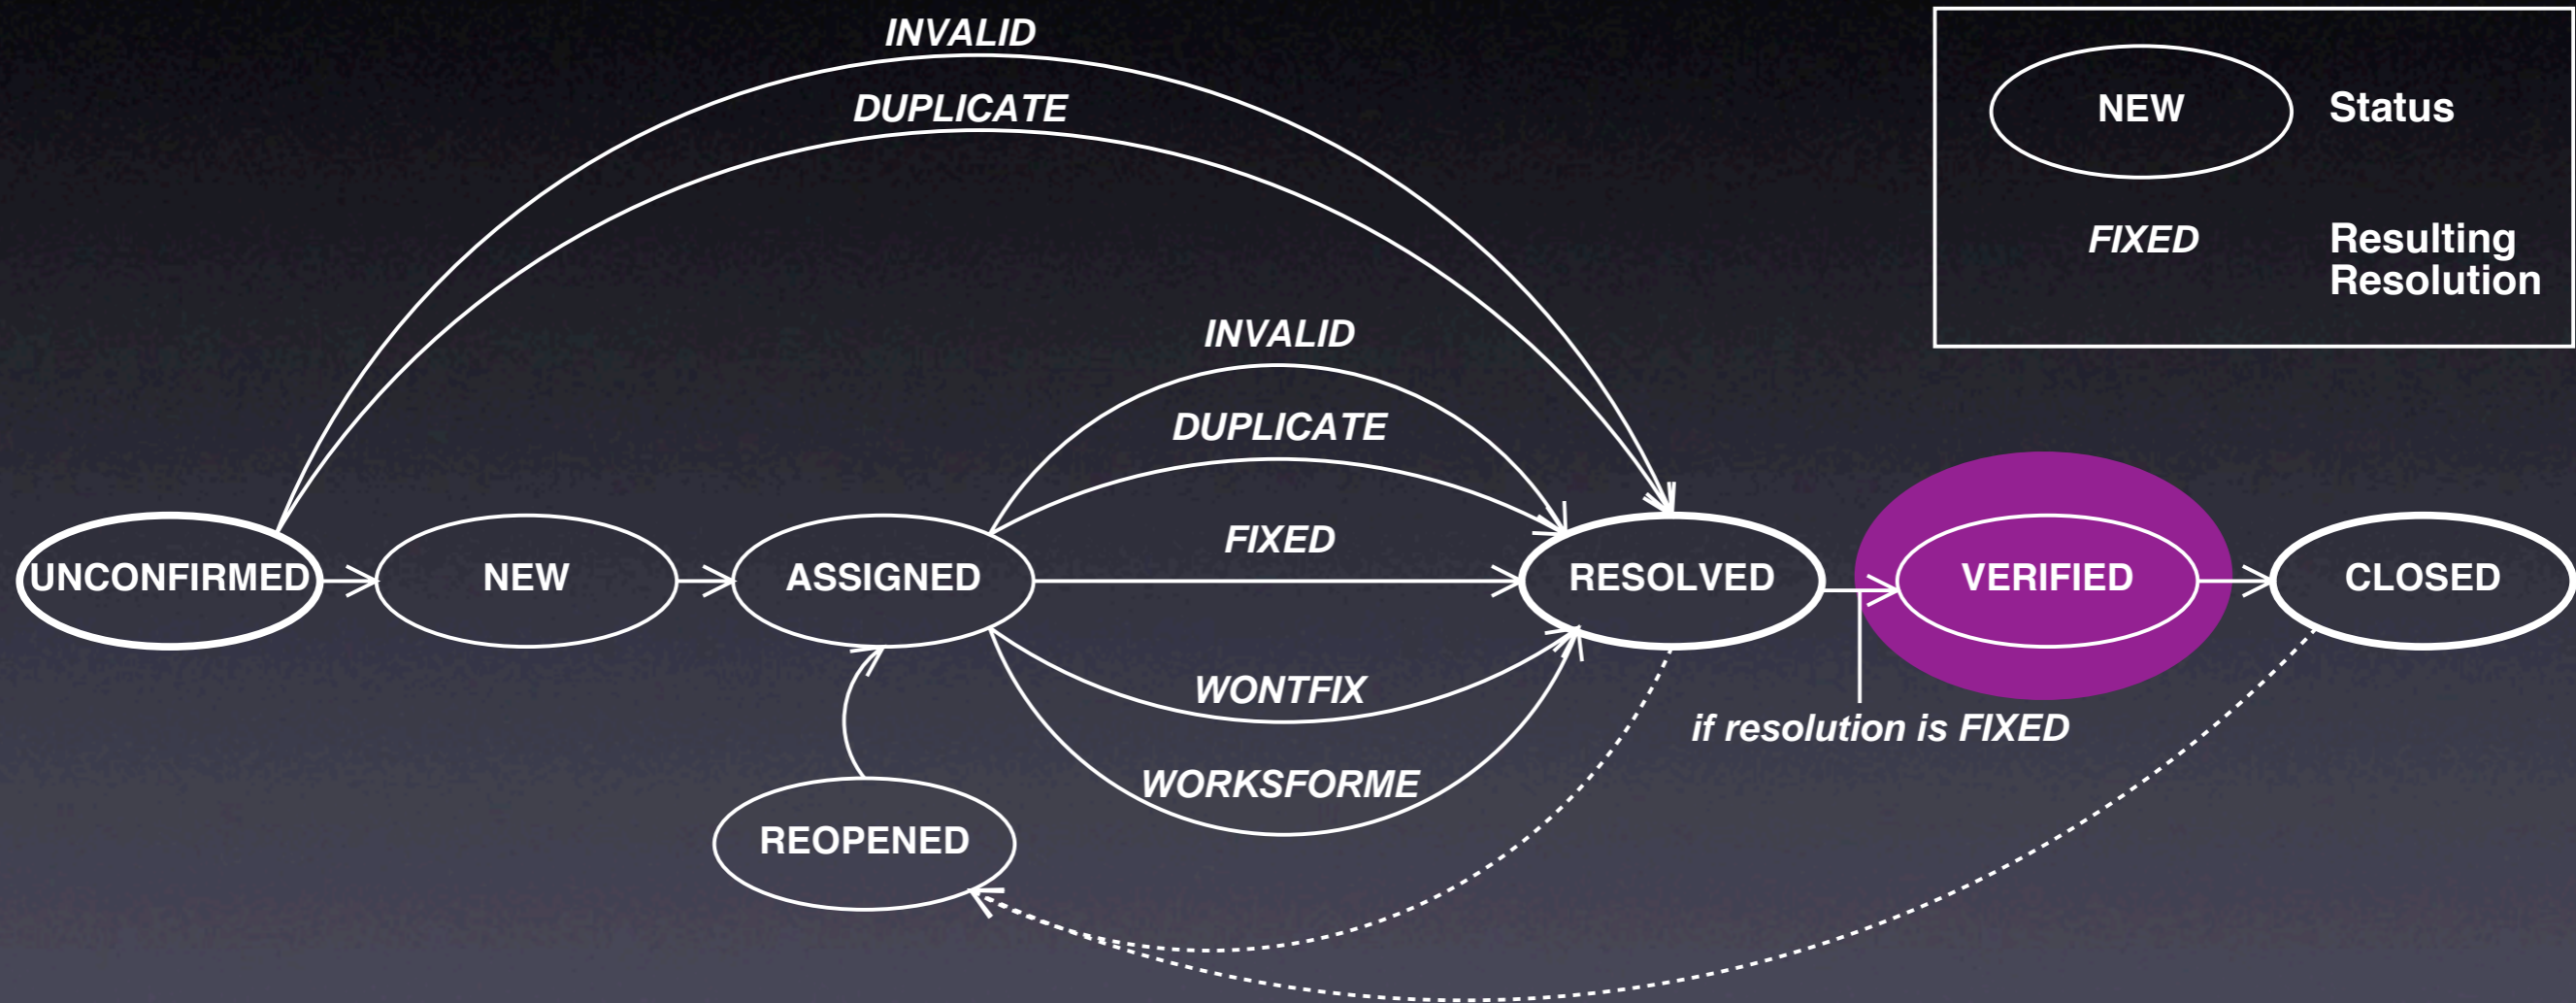 INVALID
DUPLICATE
NEW
Status
FIXED
Resulting
Resolution
INVALID
DUPLICATE
FIXED
UNCONFIRMED
NEW
ASSIGNED
RESOLVED
VERIFIED
CLOSED
WONTFIX
if resolution is FIXED
WORKSFORME
REOPENED